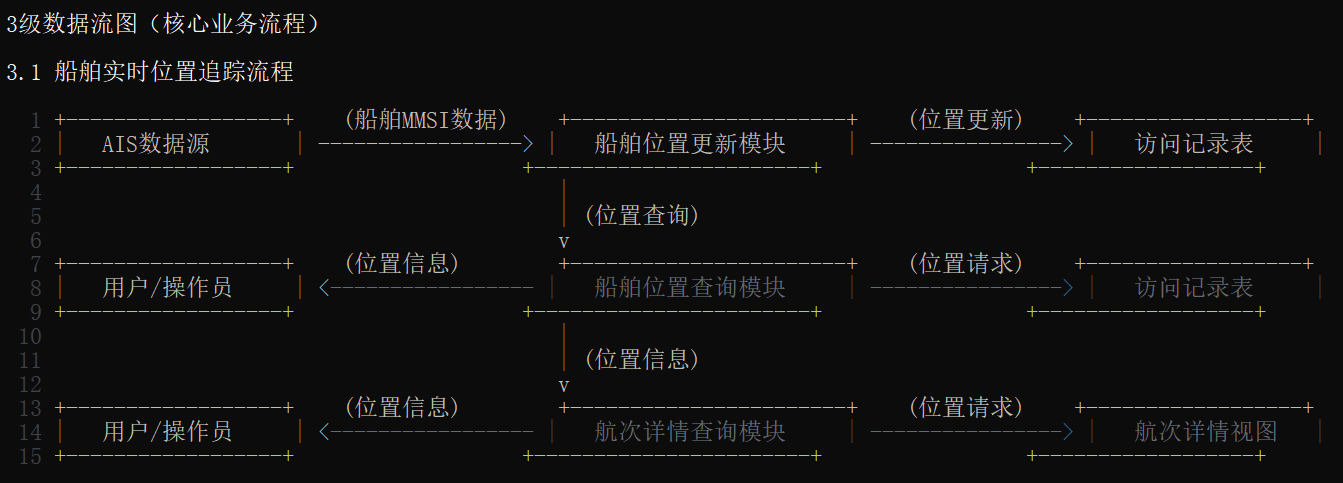 3级数据流图（核心业务流程）
3.1 船舶实时位置追踪流程
1 +------------------+    (船舶MMSI数据)    +-----------------------+    (位置更新)    +------------------+
2 |   AIS数据源       | -----------------> |   船舶位置更新模块     | ----------------> |   访问记录表     |
3 +------------------+                   +-----------------------+                  +------------------+
4                                           |
5                                           | (位置查询)
6                                           v
7 +------------------+    (位置信息)        +-----------------------+    (位置请求)    +------------------+
8 |   用户/操作员     | <----------------- |   船舶位置查询模块     | ----------------> |   访问记录表     |
9 +------------------+                   +-----------------------+                  +------------------+
10                                          |
11                                          | (位置信息)
12                                          v
13 +------------------+    (位置信息)        +-----------------------+    (位置请求)    +------------------+
14 |   用户/操作员     | <----------------- |   航次详情查询模块     | ----------------> |   航次详情视图   |
15 +------------------+                   +-----------------------+                  +------------------+